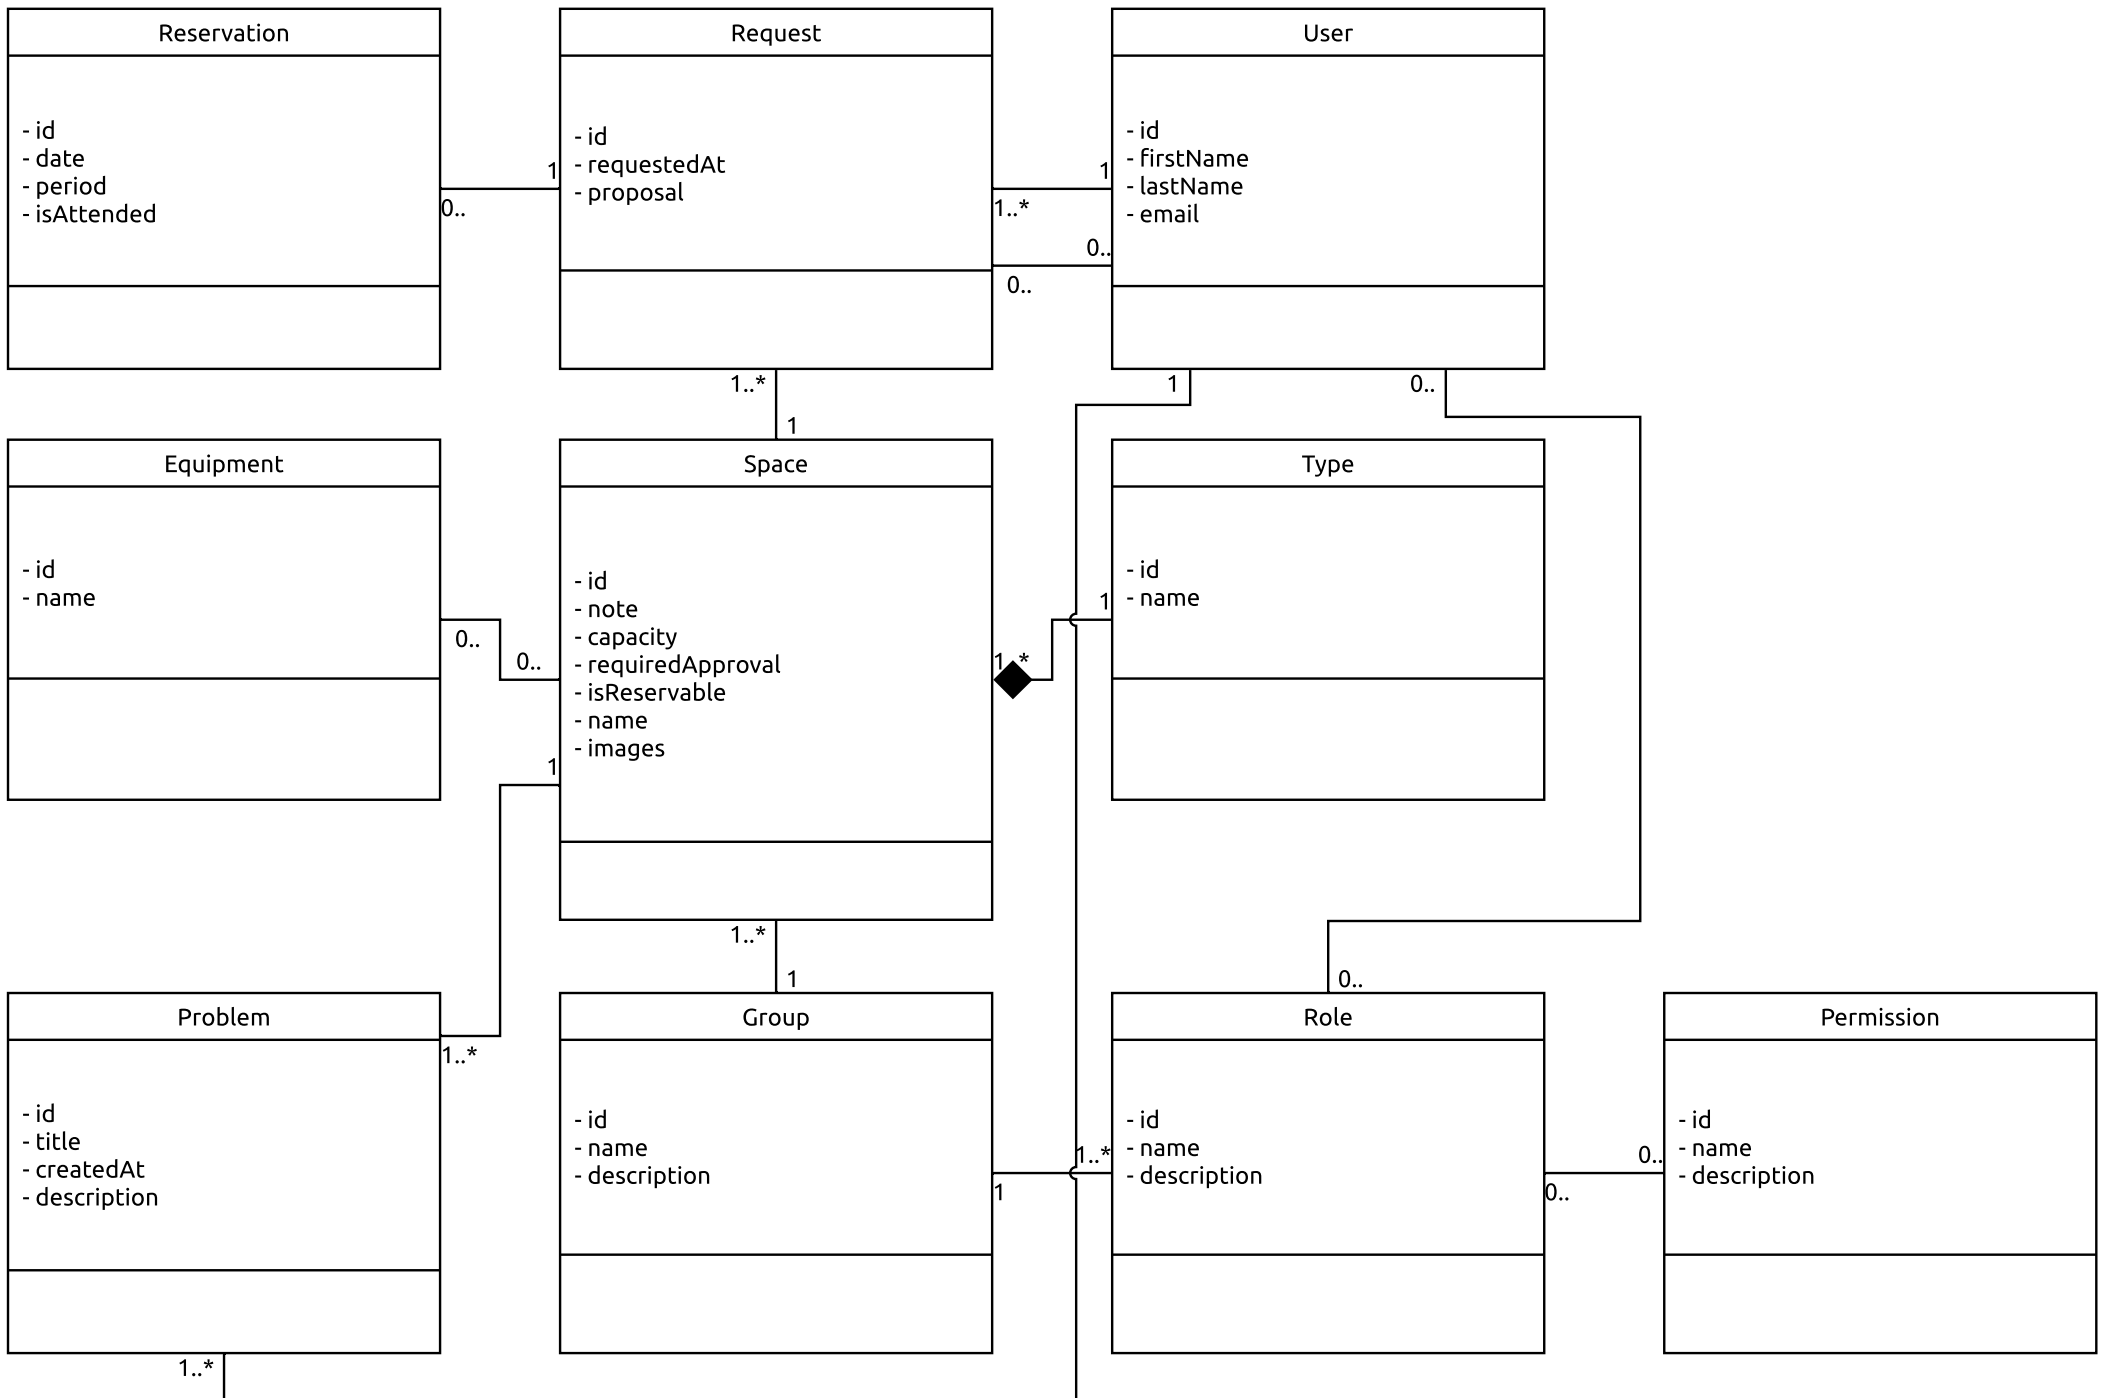 Reservation
- id
- date
- period
- isAttended
1
0..
Request
- id
- requestedAt
- proposal
1
1..*
0..
0..
User
- id
- firstName
- lastName
- email
1..*
1
1
0..
Equipment
- id
- name
0..
0..
Space
- id
- note
- capacity
- requiredApproval
- isReservable
- name
- images
1..*
1
Type
- id
- name
1
1..*
1
0..
1..*
Problem
- id
- title
- createdAt
- description
1..*
Group
- id
- name
- description
1..*
1
Role
- id
- name
- description
0..
0..
Permission
- id
- name
- description